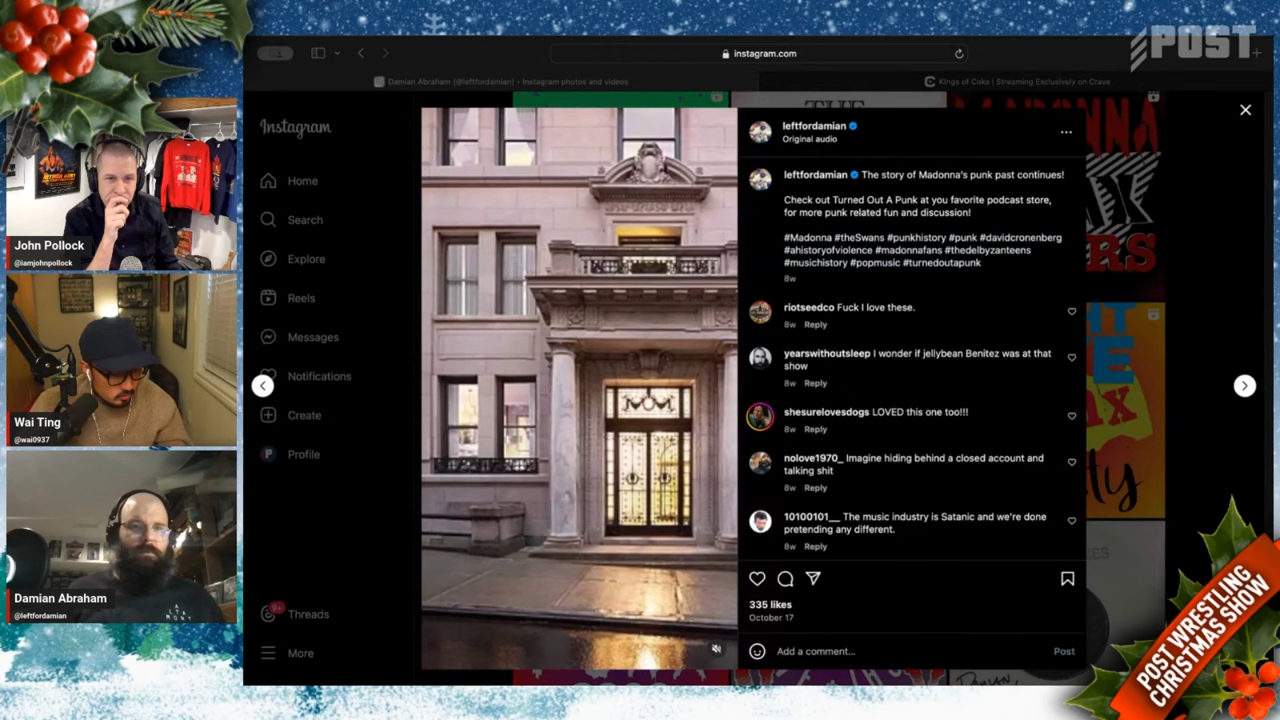 POST
instagram.com
Damian Abraham (@leftfordamian) • Instagram photos and videos
Kings of Coke | Streaming Exclusively on Crave
Instagram
Home
Search
Explore
Reels
Messages
Notifications
Create
Profile
9+
Threads
More
leftfordamian
Original audio
leftfordamian The story of Madonna's punk past continues!
Check out Turned Out A Punk at you favorite podcast store,
for more punk related fun and discussion!
#Madonna #theSwans #punkhistory #punk #davidcronenberg
#ahistoryofviolence #madonnafans #thedelbyzanteens
#musichistory #popmusic #turnedoutapunk
8w
riotseedco Fuck I love these.
8w Reply
yearswithoutsleep I wonder if jellybean Benitez was at that
show
8w Reply
shesurelovesdogs LOVED this one too!!!
8w Reply
nolove1970_ Imagine hiding behind a closed account and
talking shit
8w Reply
10100101__ The music industry is Satanic and we're done
pretending any different.
8w Reply
335 likes
October 17
Add a comment...
Post
John Pollock
@iamjohnpollock
Wai Ting
@wai0937
Damian Abraham
@leftfordamian
POST WRESTLING
CHRISTMAS SHOW